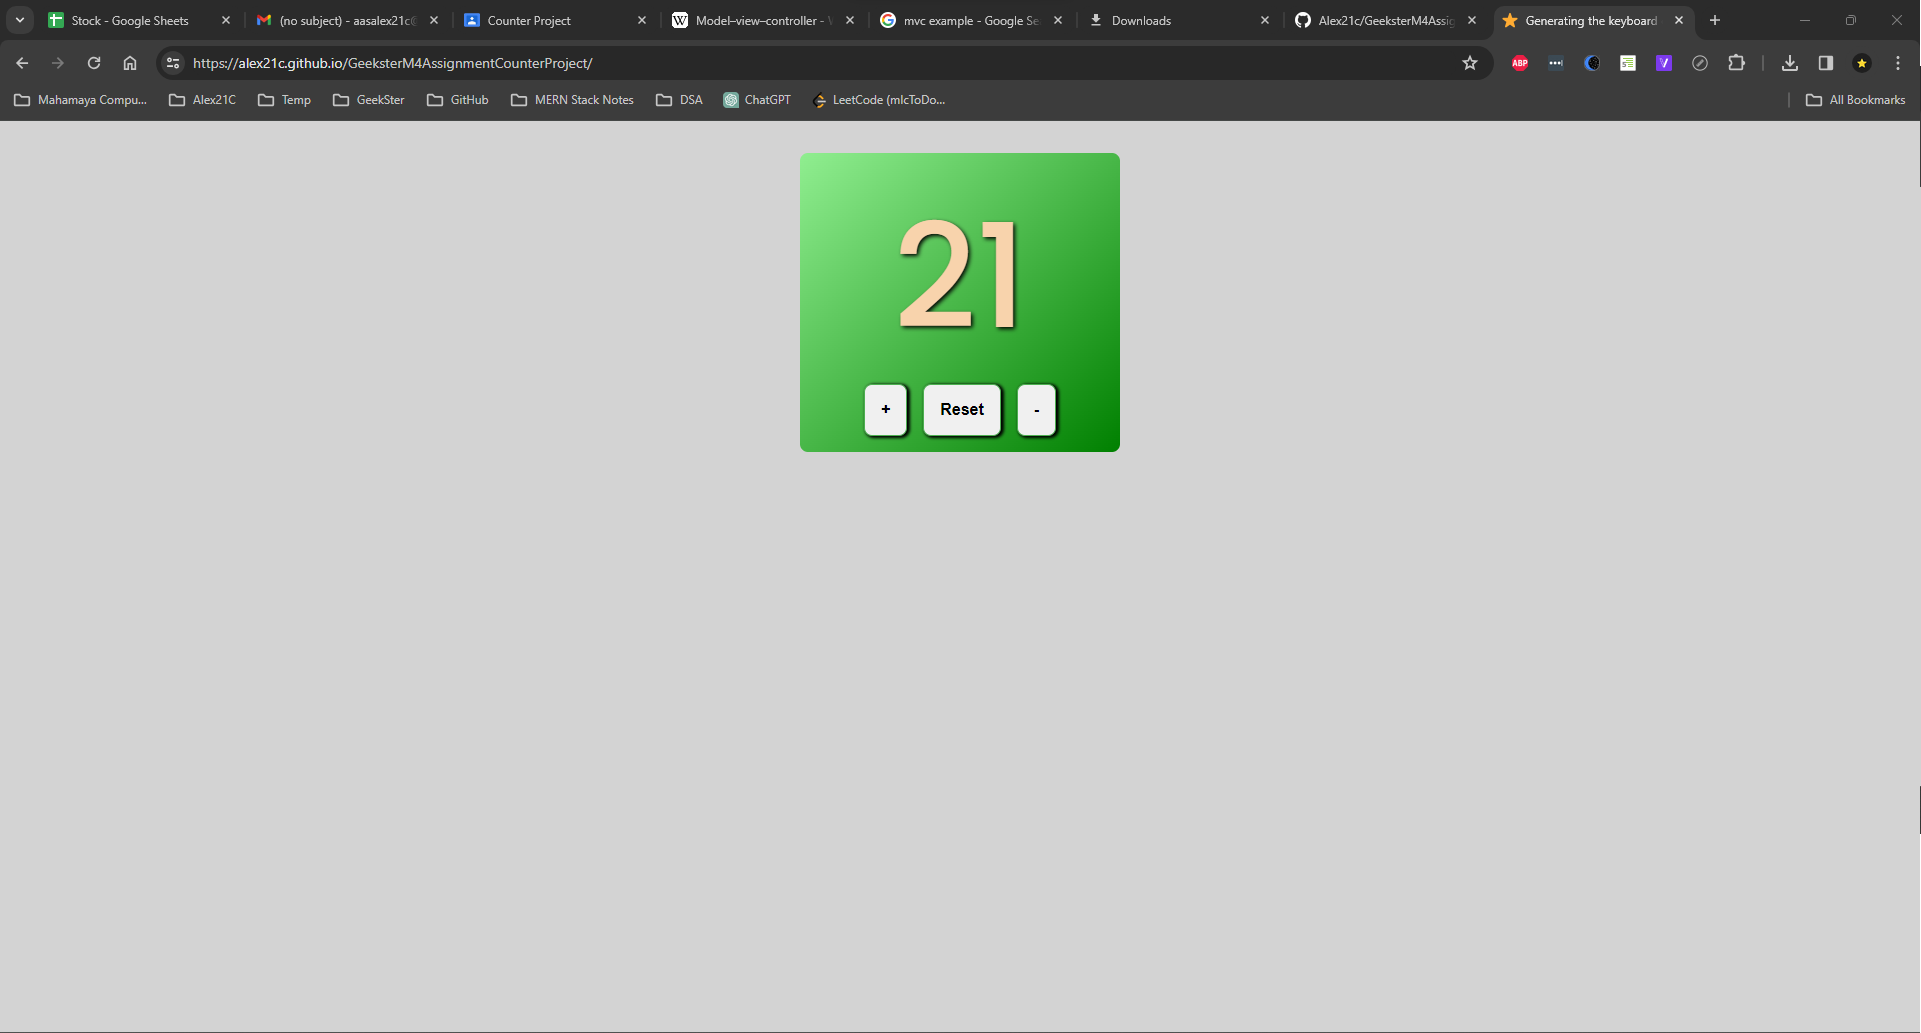 Stock - Google Sheets
(no subject) - aasalex21c@
Counter Project
Model–view–controller -
mvc example - Google Se
Downloads
Alex21c/GeeksterM4Assig
Generating the keyboard
https://alex21c.github.io/GeeksterM4AssignmentCounterProject/
ABP
Mahamaya Compu...
Alex21C
Temp
GeekSter
GitHub
MERN Stack Notes
DSA
ChatGPT
LeetCode (mlcToDo...
All Bookmarks
21
+ Reset -